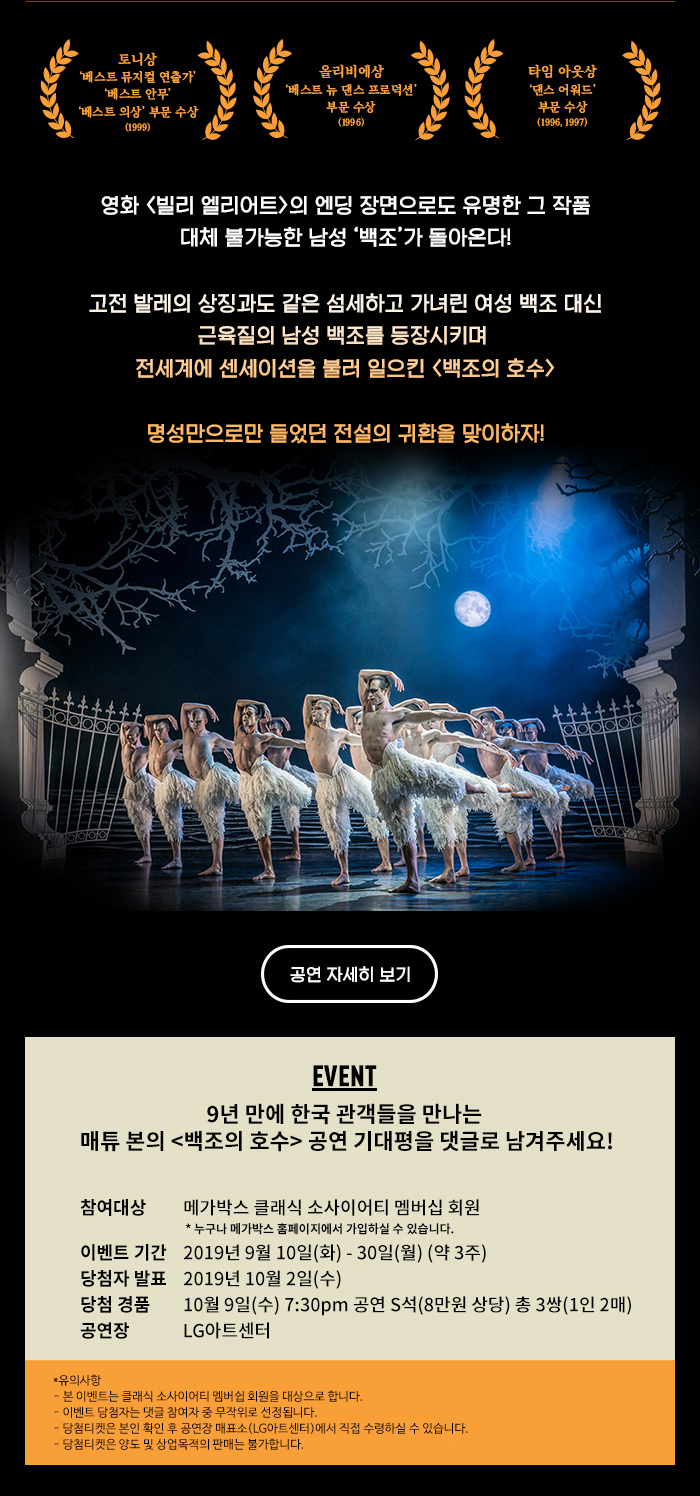 토니상
‘베스트 뮤지컬 연출가’
‘베스트 안무’
‘베스트 의상’ 부문 수상
(1999)
올리비에상
‘베스트 뉴 댄스 프로덕션’
부문 수상
(1996)
타임 아웃상
‘댄스 어워드’
부문 수상
(1996, 1997)
영화 <빌리 엘리어트>의 엔딩 장면으로도 유명한 그 작품
대체 불가능한 남성 ‘백조’가 돌아온다!
고전 발레의 상징과도 같은 섬세하고 가녀린 여성 백조 대신
근육질의 남성 백조를 등장시키며
전세계에 센세이션을 불러 일으킨 <백조의 호수>
명성만으로만 들었던 전설의 귀환을 맞이하자!
공연 자세히 보기
EVENT
9년 만에 한국 관객들을 만나는
매튜 본의 <백조의 호수> 공연 기대평을 댓글로 남겨주세요!
참여대상 메가박스 클래식 소사이어티 멤버십 회원
* 누구나 메가박스 홈페이지에서 가입하실 수 있습니다.
이벤트 기간 2019년 9월 10일(화) - 30일(월) (약 3주)
당첨자 발표 2019년 10월 2일(수)
당첨 경품 10월 9일(수) 7:30pm 공연 S석(8만원 상당) 총 3쌍(1인 2매)
공연장 LG아트센터
*유의사항
- 본 이벤트는 클래식 소사이어티 멤버쉽 회원을 대상으로 합니다.
- 이벤트 당첨자는 댓글 참여자 중 무작위로 선정됩니다.
- 당첨티켓은 본인 확인 후 공연장 매표소(LG아트센터)에서 직접 수령하실 수 있습니다.
- 당첨티켓은 양도 및 상업목적의 판매는 불가합니다.